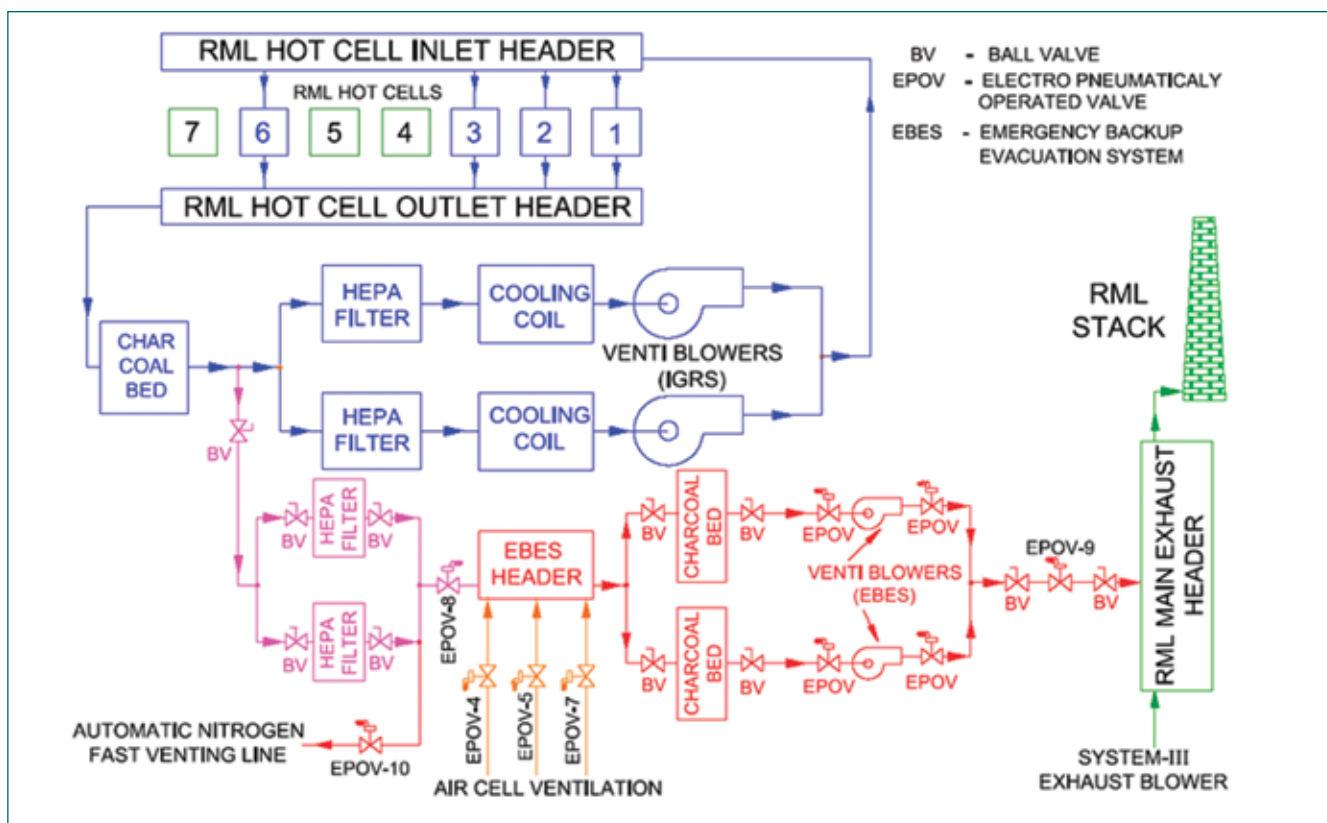 RML HOT CELL INLET HEADER
RML HOT CELLS
7 6 5 4 3 2 1
RML HOT CELL OUTLET HEADER
BV - BALL VALVE
EPOV - ELECTRO PNEUMATICALY
OPERATED VALVE
EBES - EMERGENCY BACKUP
EVACUATION SYSTEM
CHAR
COAL
BED
HEPA
FILTER
COOLING
COIL
VENTI BLOWERS
(IGRS)
HEPA
FILTER
COOLING
COIL
RML
STACK
BV
BV
HEPA
FILTER
BV
BV
HEPA
FILTER
BV
EPOV-8
EBES
HEADER
EPOV-4
EPOV-5
EPOV-7
AIR CELL VENTILATION
AUTOMATIC NITROGEN
FAST VENTING LINE
EPOV-10
BV
CHARCOAL
BED
BV
EPOV
EPOV
VENTI BLOWERS
(EBES)
BV
CHARCOAL
BED
BV
EPOV
EPOV
BV
EPOV-9
BV
RML MAIN EXHAUST
HEADER
SYSTEM-III
EXHAUST BLOWER